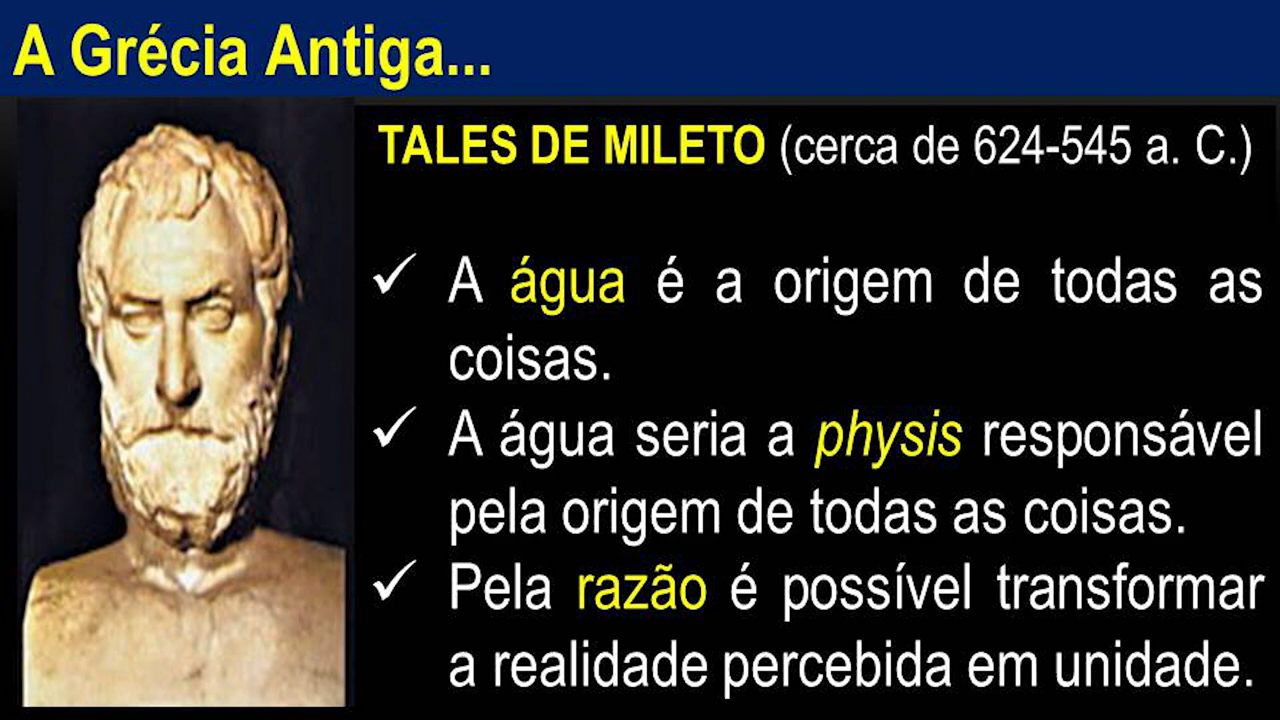 A Grécia Antiga...
TALES DE MILETO (cerca de 624-545 a. C.)
✓ A água é a origem de todas as
coisas.
✓ A água seria a physis responsável
pela origem de todas as coisas.
✓ Pela razão é possível transformar
a realidade percebida em unidade.